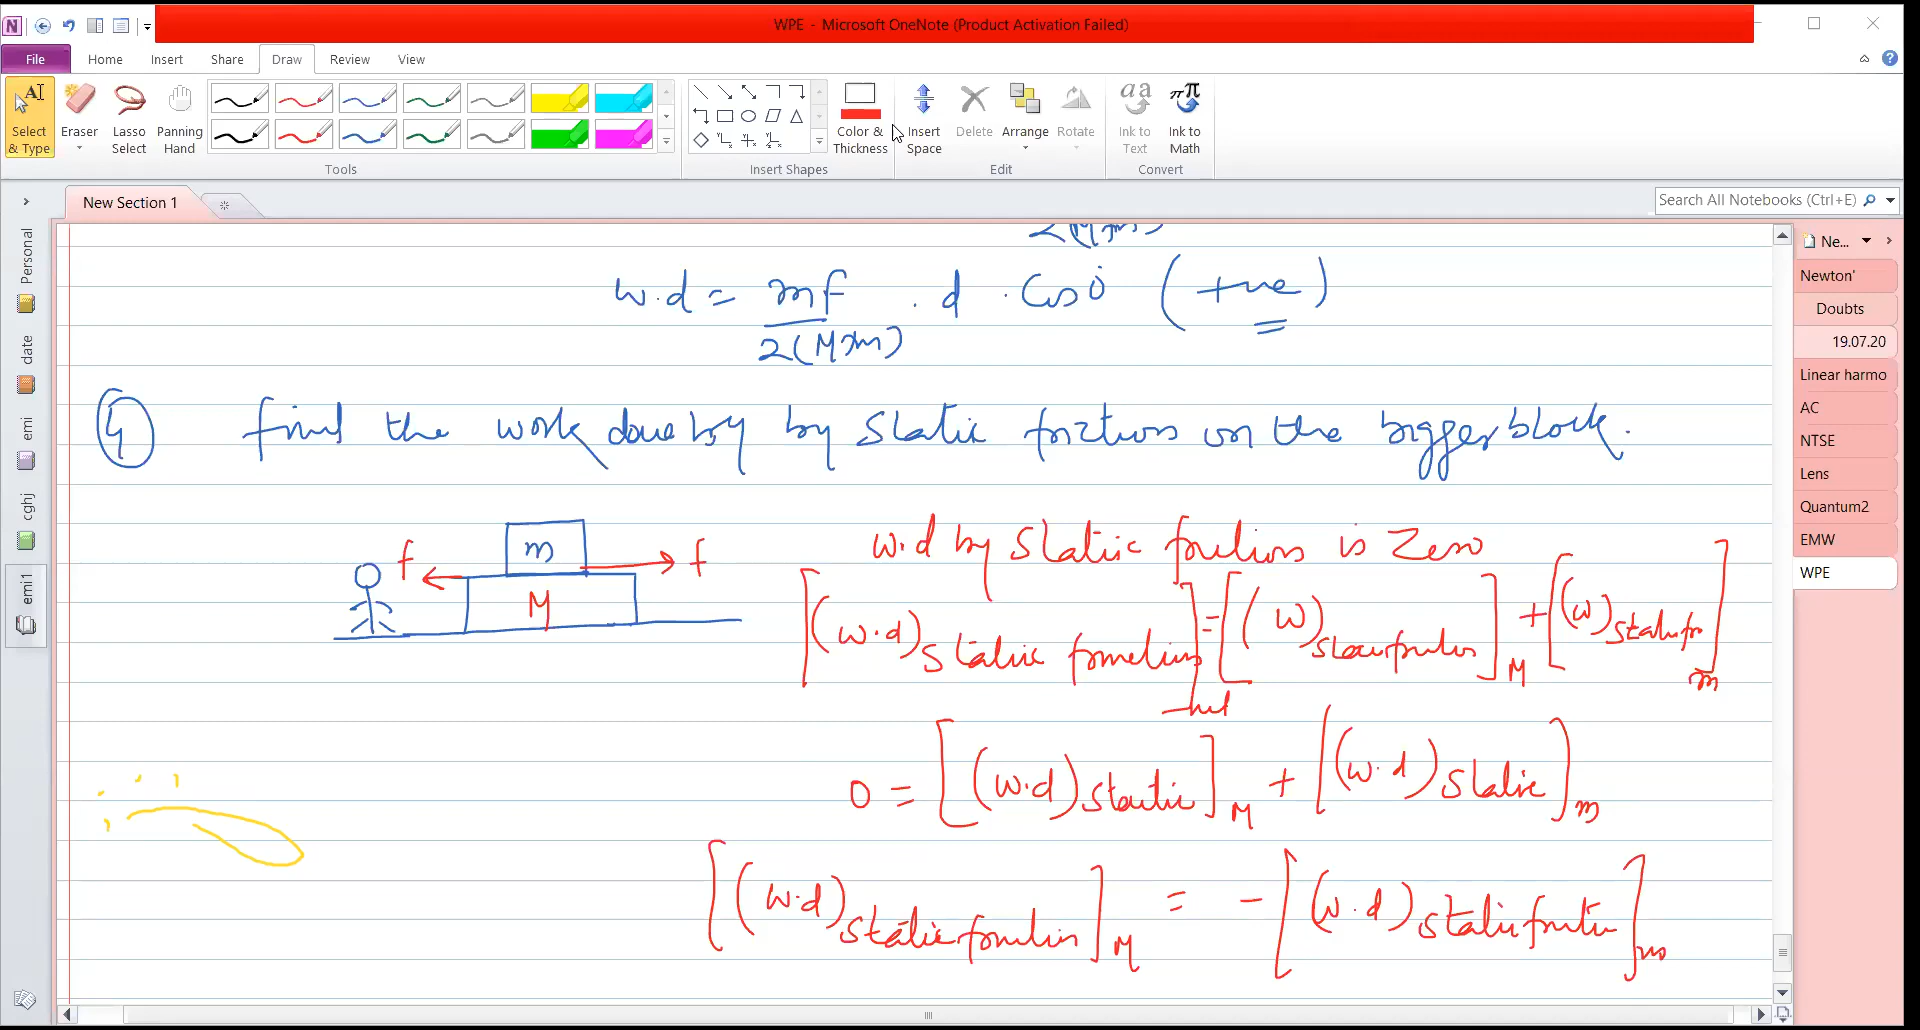 WPE - Microsoft OneNote (Product Activation Failed)
File Home Insert Share Draw Review View
Select & Type Eraser Lasso Select Panning Hand Color & Thickness Insert Space Delete Arrange Rotate Ink to Text Ink to Math
Tools Insert Shapes Edit Convert
New Section 1
Search All Notebooks (Ctrl+E)
Personal
date
emi
cghj
emi1
Ne...
Newton'
Doubts
19.07.20
Linear harmo
AC
NTSE
Lens
Quantum2
EMW
WPE
2(M+m)
w.d = mf . d . Cos 0 (+ve)
2(M+m)
4 find the work done by by static friction on the bigger block.
f m f
M
w.d by static friction is zero
[(w.d) static friction] = [(W) static friction] M + [(W) static fr] m
0 = [(w.d) static] M + [(w.d) static] m
[(w.d) static friction] M = - [(w.d) static frictio] m